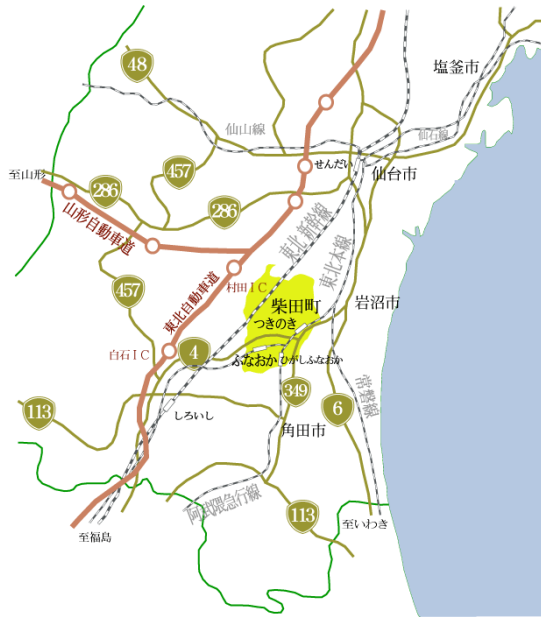 48
塩釜市
仙山線
仙石線
せんだい
457
仙台市
至山形
286
286
山形自動車道
東北新幹線
東北本線
東北自動車道
村田IC
457
柴田町
つきのき
岩沼市
白石IC
4
ふなおか
ひがしふなおか
常磐線
349
6
113
しろいし
角田市
阿武隈急行線
113
至いわき
至福島